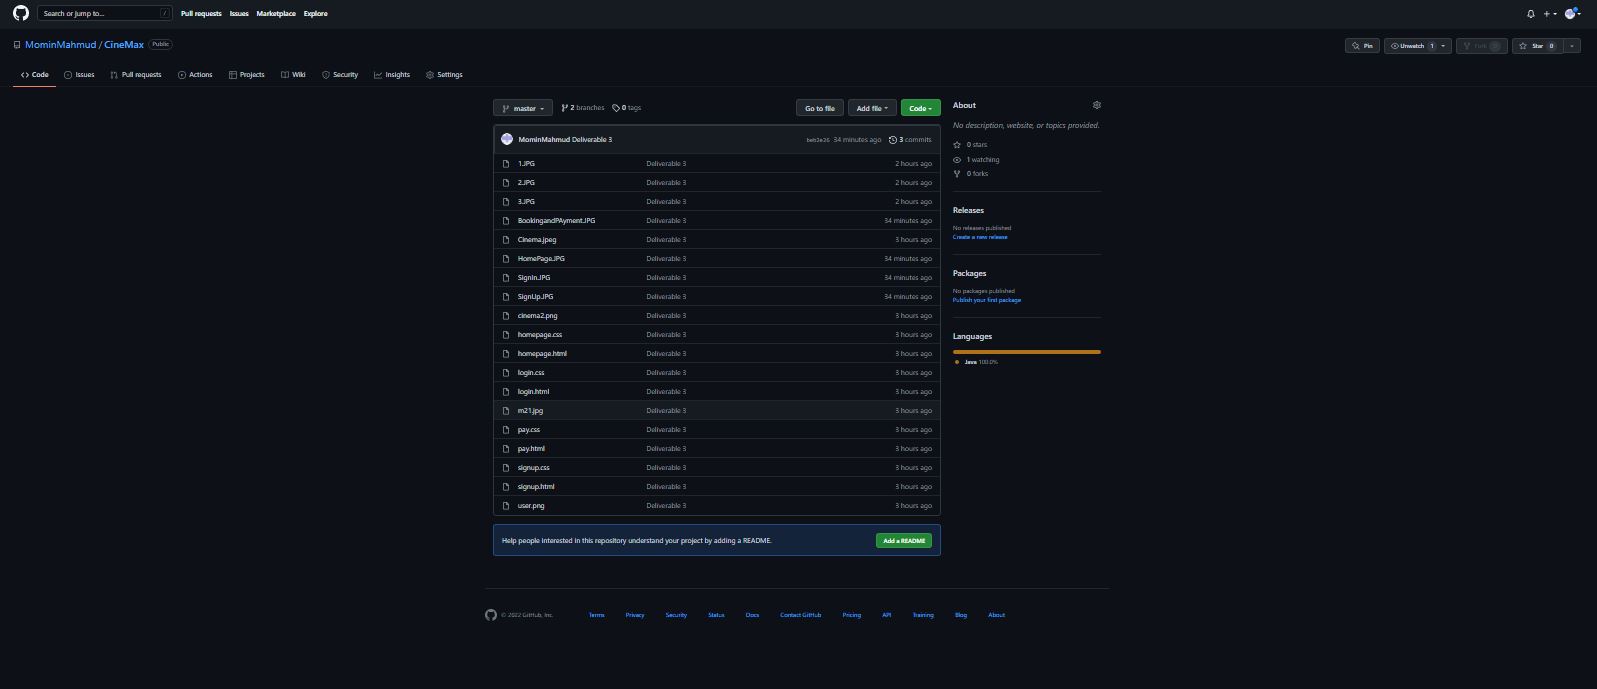 Search or jump to... /
Pull requests Issues Marketplace Explore
MominMahmud / CineMax Public
Pin Unwatch 1 Fork 0 Star 0
Code Issues Pull requests Actions Projects Wiki Security Insights Settings
master 2 branches 0 tags Go to file Add file Code
MominMahmud Deliverable 3 34 minutes ago 3 commits
1.JPG Deliverable 3 2 hours ago
2.JPG Deliverable 3 2 hours ago
3.JPG Deliverable 3 2 hours ago
BookingandPAyment.JPG Deliverable 3 34 minutes ago
Cinema.jpeg Deliverable 3 3 hours ago
HomePage.JPG Deliverable 3 34 minutes ago
SignIn.JPG Deliverable 3 34 minutes ago
SignUp.JPG Deliverable 3 34 minutes ago
cinema2.png Deliverable 3 3 hours ago
homepage.css Deliverable 3 3 hours ago
homepage.html Deliverable 3 3 hours ago
login.css Deliverable 3 3 hours ago
login.html Deliverable 3 3 hours ago
m21.jpg Deliverable 3 3 hours ago
pay.css Deliverable 3 3 hours ago
pay.html Deliverable 3 3 hours ago
signup.css Deliverable 3 3 hours ago
signup.html Deliverable 3 3 hours ago
user.png Deliverable 3 3 hours ago
Help people interested in this repository understand your project by adding a README. Add a README
About
No description, website, or topics provided.
0 stars
1 watching
0 forks
Releases
No releases published
Create a new release
Packages
No packages published
Publish your first package
Languages
Java 100.0%
© 2022 GitHub, Inc. Terms Privacy Security Status Docs Contact GitHub Pricing API Training Blog About